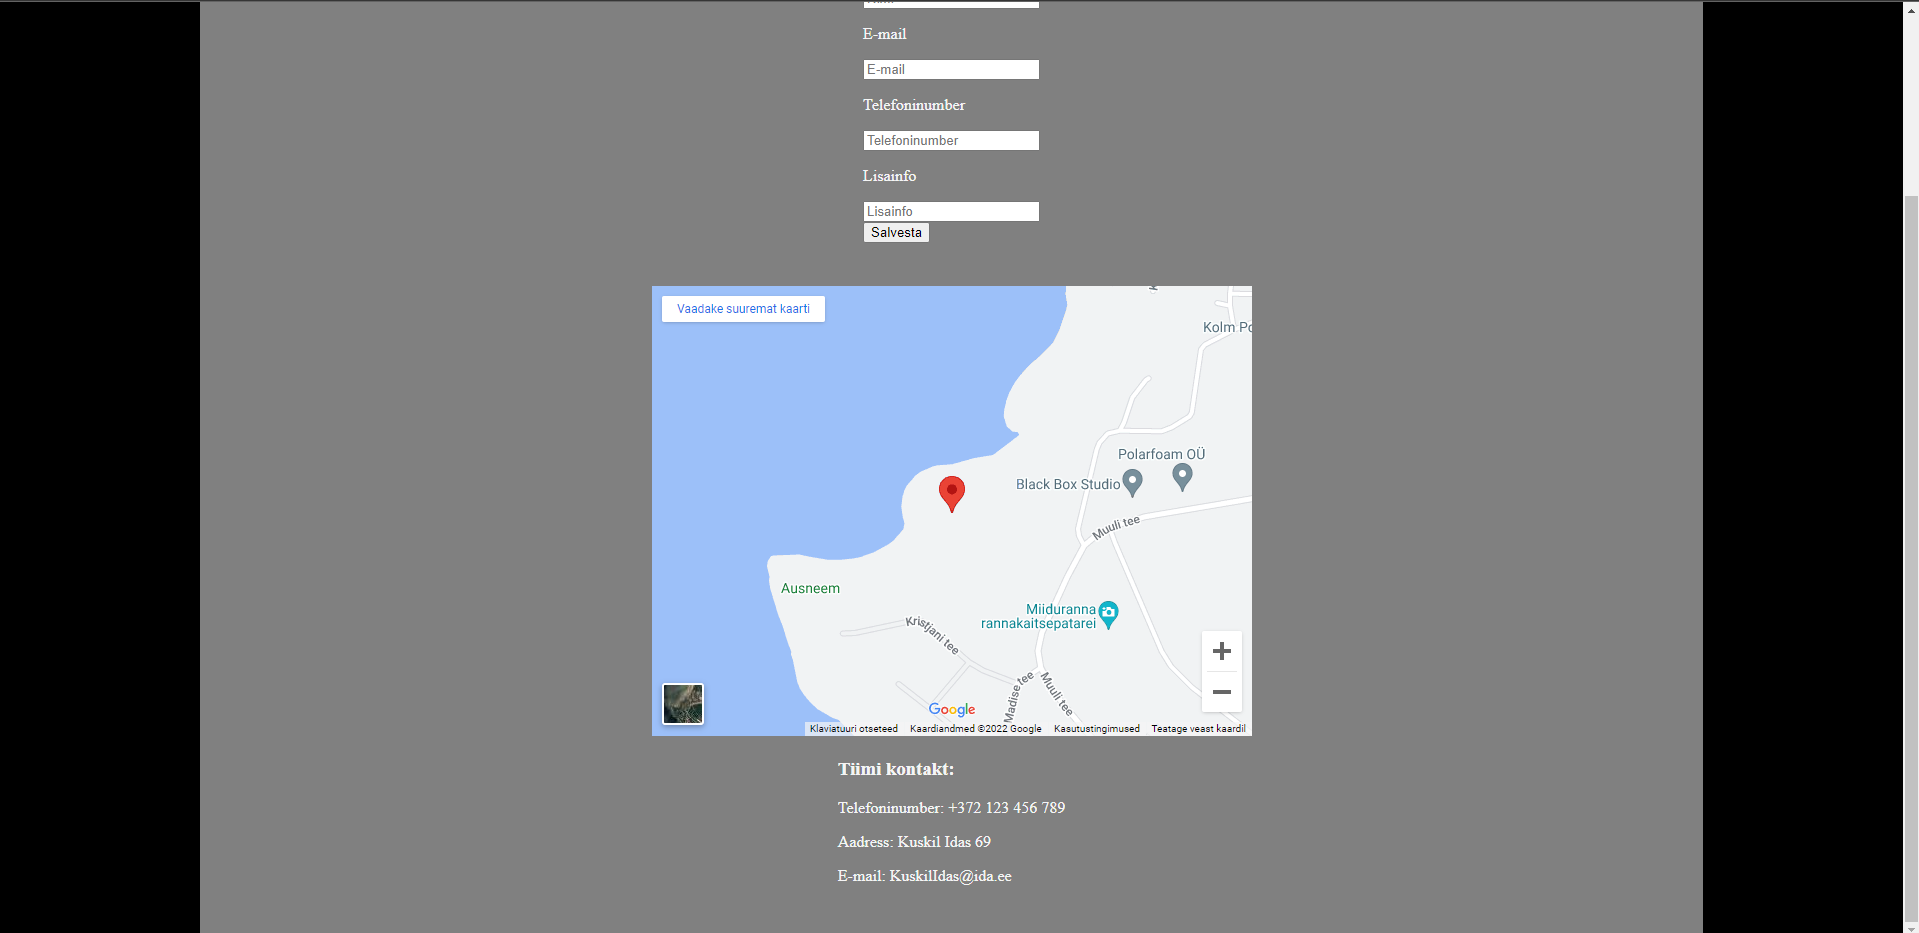 E-mail
E-mail
Telefoninumber
Telefoninumber
Lisainfo
Lisainfo
Salvesta
Vaadake suuremat kaarti
Kolm Po
Polarfoam OÜ
Black Box Studio
Muuli tee
Ausneem
Miiduranna
rannakaitsepatarei
Kristjani tee
Madise tee
Muuli tee
Google
Klaviatuuri otseteed Kaardiandmed ©2022 Google Kasutustingimused Teatage veast kaardil
Tiimi kontakt:
Telefoninumber: +372 123 456 789
Aadress: Kuskil Idas 69
E-mail: KuskilIdas@ida.ee